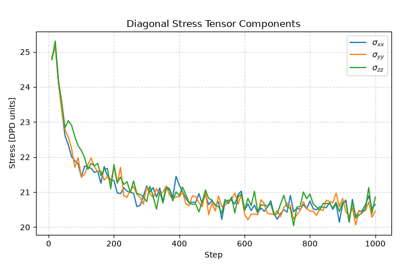 Diagonal Stress Tensor Components
25
24
23
22
21
20
Stress [DPD units]
σxx
σyy
σzz
0
200
400
600
800
1000
Step